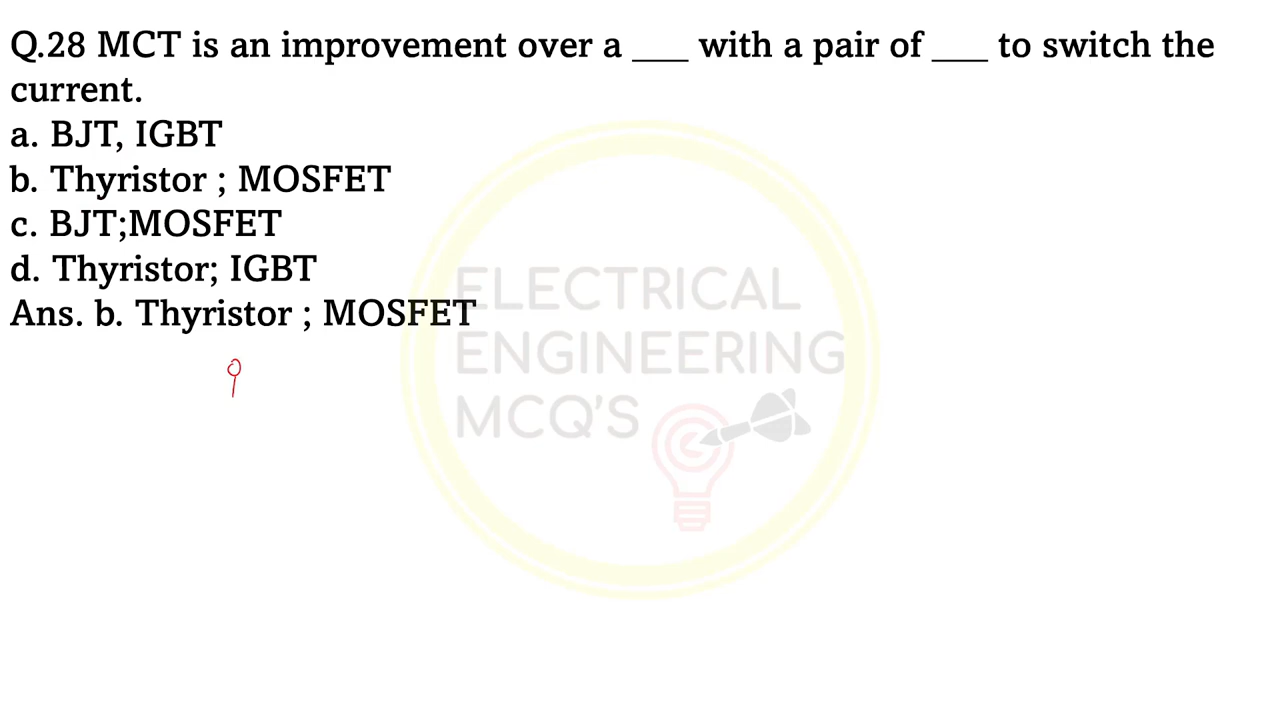 Q.28 MCT is an improvement over a ___ with a pair of ___ to switch the
current.
a. BJT, IGBT
b. Thyristor ; MOSFET
c. BJT;MOSFET
d. Thyristor; IGBT
Ans. b. Thyristor ; MOSFET
ELECTRICAL
ENGINEERING
MCQ'S